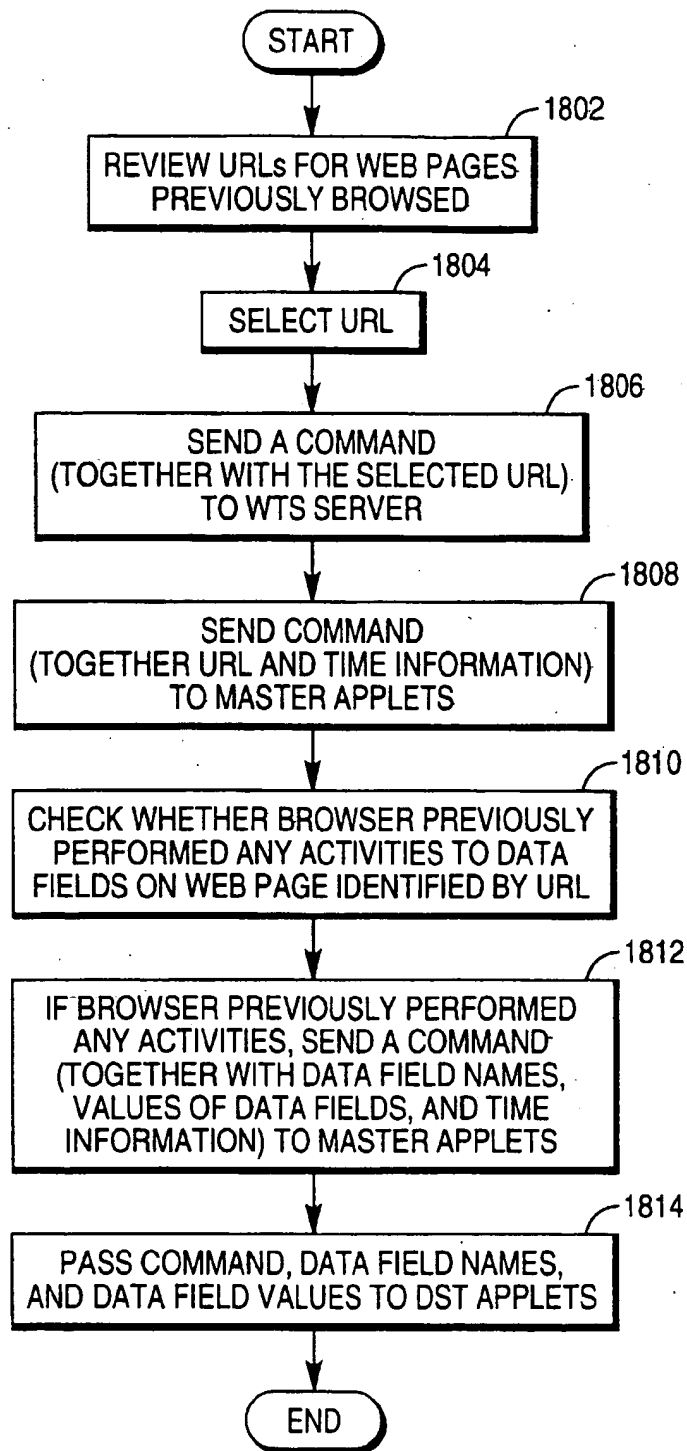 START
1802
REVIEW URLs FOR WEB PAGES
PREVIOUSLY BROWSED
1804
SELECT URL
1806
SEND A COMMAND
(TOGETHER WITH THE SELECTED URL)
TO WTS SERVER
1808
SEND COMMAND
(TOGETHER URL AND TIME INFORMATION)
TO MASTER APPLETS
1810
CHECK WHETHER BROWSER PREVIOUSLY
PERFORMED ANY ACTIVITIES TO DATA
FIELDS ON WEB PAGE IDENTIFIED BY URL
1812
IF BROWSER PREVIOUSLY PERFORMED
ANY ACTIVITIES, SEND A COMMAND
(TOGETHER WITH DATA FIELD NAMES,
VALUES OF DATA FIELDS, AND TIME
INFORMATION) TO MASTER APPLETS
1814
PASS COMMAND, DATA FIELD NAMES,
AND DATA FIELD VALUES TO DST APPLETS
END